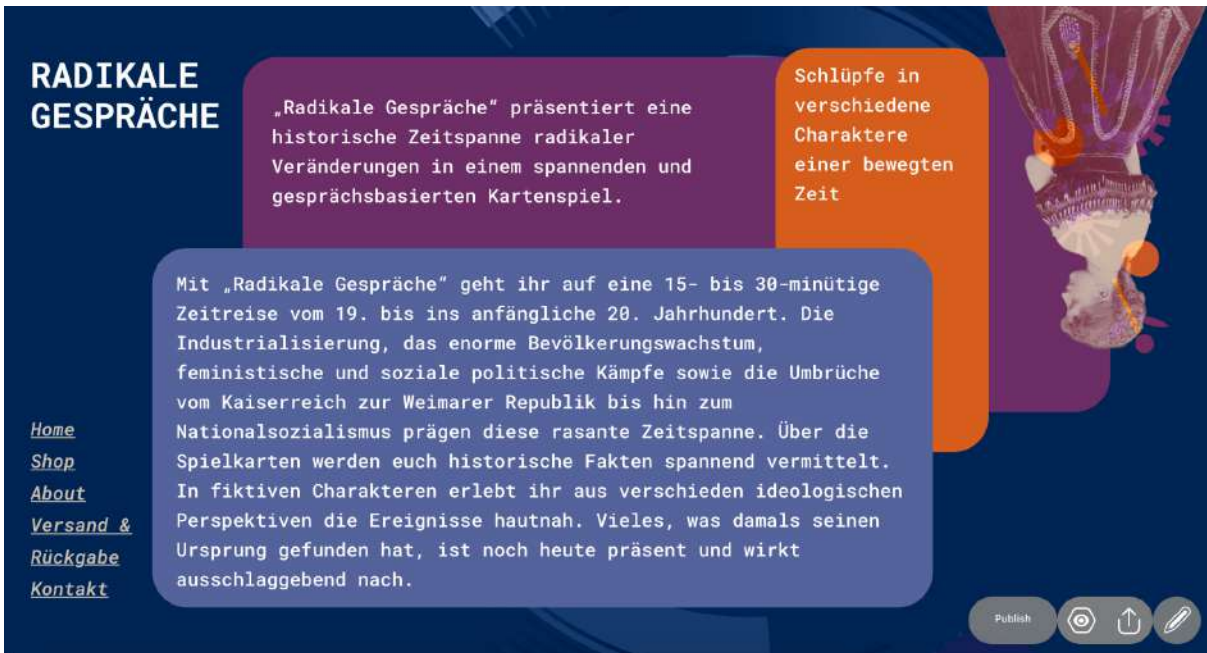 RADIKALE
GESPRÄCHE
„Radikale Gespräche“ präsentiert eine
historische Zeitspanne radikaler
Veränderungen in einem spannenden und
gesprächsbasierten Kartenspiel.
Schlüpfe in
verschiedene
Charaktere
einer bewegten
Zeit
Mit „Radikale Gespräche“ geht ihr auf eine 15- bis 30-minütige
Zeitreise vom 19. bis ins anfängliche 20. Jahrhundert. Die
Industrialisierung, das enorme Bevölkerungswachstum,
feministische und soziale politische Kämpfe sowie die Umbrüche
vom Kaiserreich zur Weimarer Republik bis hin zum
Nationalsozialismus prägen diese rasante Zeitspanne. Über die
Spielkarten werden euch historische Fakten spannend vermittelt.
In fiktiven Charakteren erlebt ihr aus verschieden ideologischen
Perspektiven die Ereignisse hautnah. Vieles, was damals seinen
Ursprung gefunden hat, ist noch heute präsent und wirkt
ausschlaggebend nach.
Home
Shop
About
Versand &
Rückgabe
Kontakt
Publish